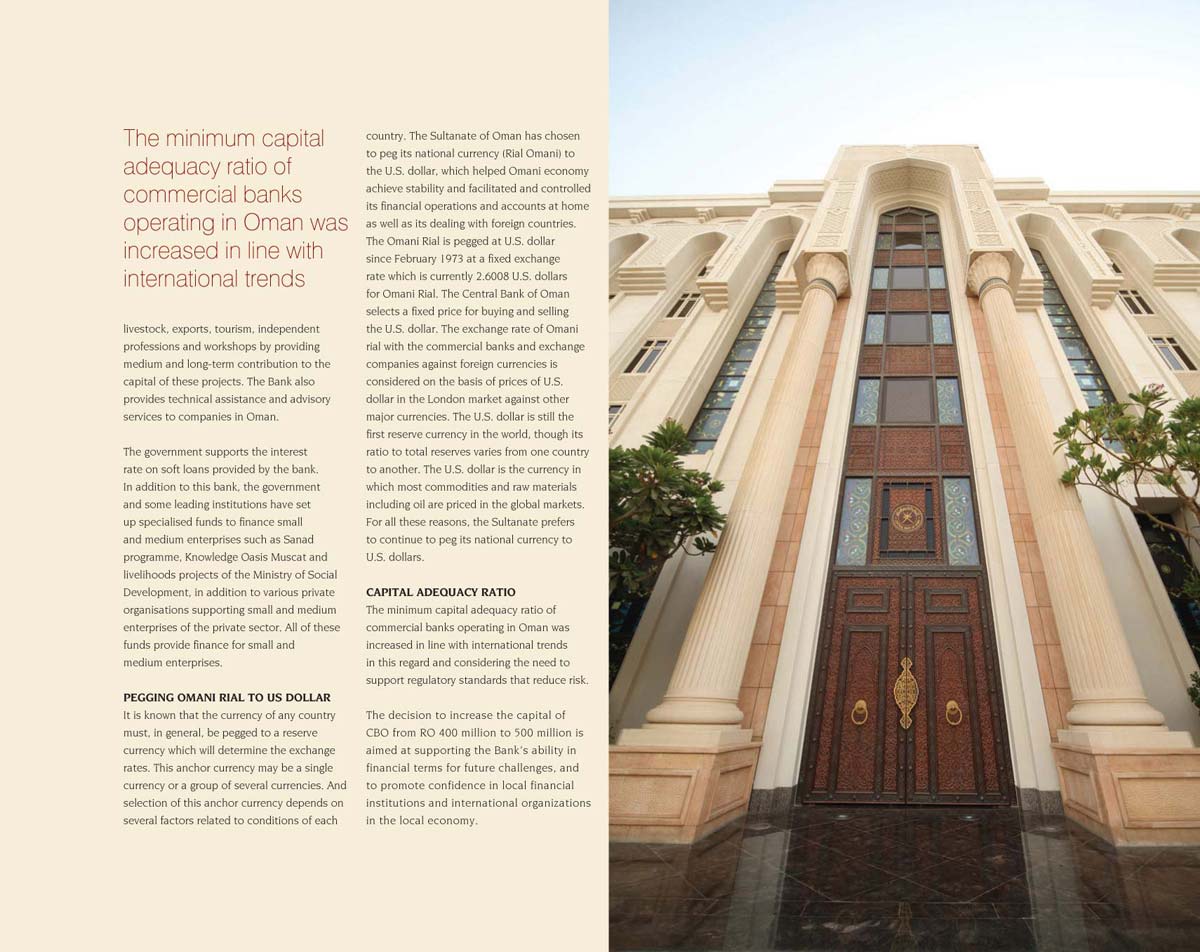 The minimum capital
adequacy ratio of
commercial banks
operating in Oman was
increased in line with
international trends
livestock, exports, tourism, independent
professions and workshops by providing
medium and long-term contribution to the
capital of these projects. The Bank also
provides technical assistance and advisory
services to companies in Oman.
The government supports the interest
rate on soft loans provided by the bank.
In addition to this bank, the government
and some leading institutions have set
up specialised funds to finance small
and medium enterprises such as Sanad
programme, Knowledge Oasis Muscat and
livelihoods projects of the Ministry of Social
Development, in addition to various private
organisations supporting small and medium
enterprises of the private sector. All of these
funds provide finance for small and
medium enterprises.
PEGGING OMANI RIAL TO US DOLLAR
It is known that the currency of any country
must, in general, be pegged to a reserve
currency which will determine the exchange
rates. This anchor currency may be a single
currency or a group of several currencies. And
selection of this anchor currency depends on
several factors related to conditions of each
country. The Sultanate of Oman has chosen
to peg its national currency (Rial Omani) to
the U.S. dollar, which helped Omani economy
achieve stability and facilitated and controlled
its financial operations and accounts at home
as well as its dealing with foreign countries.
The Omani Rial is pegged at U.S. dollar
since February 1973 at a fixed exchange
rate which is currently 2.6008 U.S. dollars
for Omani Rial. The Central Bank of Oman
selects a fixed price for buying and selling
the U.S. dollar. The exchange rate of Omani
rial with the commercial banks and exchange
companies against foreign currencies is
considered on the basis of prices of U.S.
dollar in the London market against other
major currencies. The U.S. dollar is still the
first reserve currency in the world, though its
ratio to total reserves varies from one country
to another. The U.S. dollar is the currency in
which most commodities and raw materials
including oil are priced in the global markets.
For all these reasons, the Sultanate prefers
to continue to peg its national currency to
U.S. dollars.
CAPITAL ADEQUACY RATIO
The minimum capital adequacy ratio of
commercial banks operating in Oman was
increased in line with international trends
in this regard and considering the need to
support regulatory standards that reduce risk.
The decision to increase the capital of
CBO from RO 400 million to 500 million is
aimed at supporting the Bank's ability in
financial terms for future challenges, and
to promote confidence in local financial
institutions and international organizations
in the local economy.